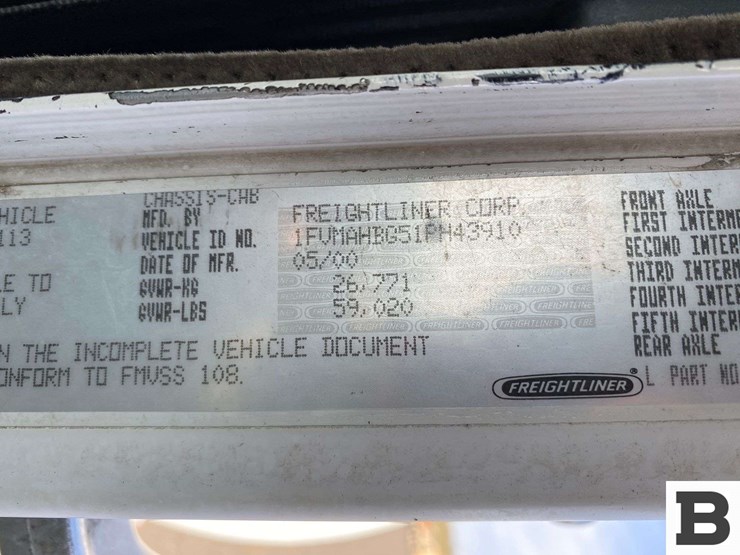 CHASSIS-CAB
HICLE MFD. BY FREIGHTLINER CORP. FRONT AXLE
113 VEHICLE ID NO. 1FVMAHBG51PH43910 FIRST INTERME
DATE OF MFR. 05/00 SECOND INTER
LE TO GVWR-KG 26,771 THIRD INTERM
LY GVWR-LBS 59,020 FOURTH INTER
FIFTH INTERM
N THE INCOMPLETE VEHICLE DOCUMENT REAR AXLE
ONFORM TO FMVSS 108.
FREIGHTLINER® L PART NO
B